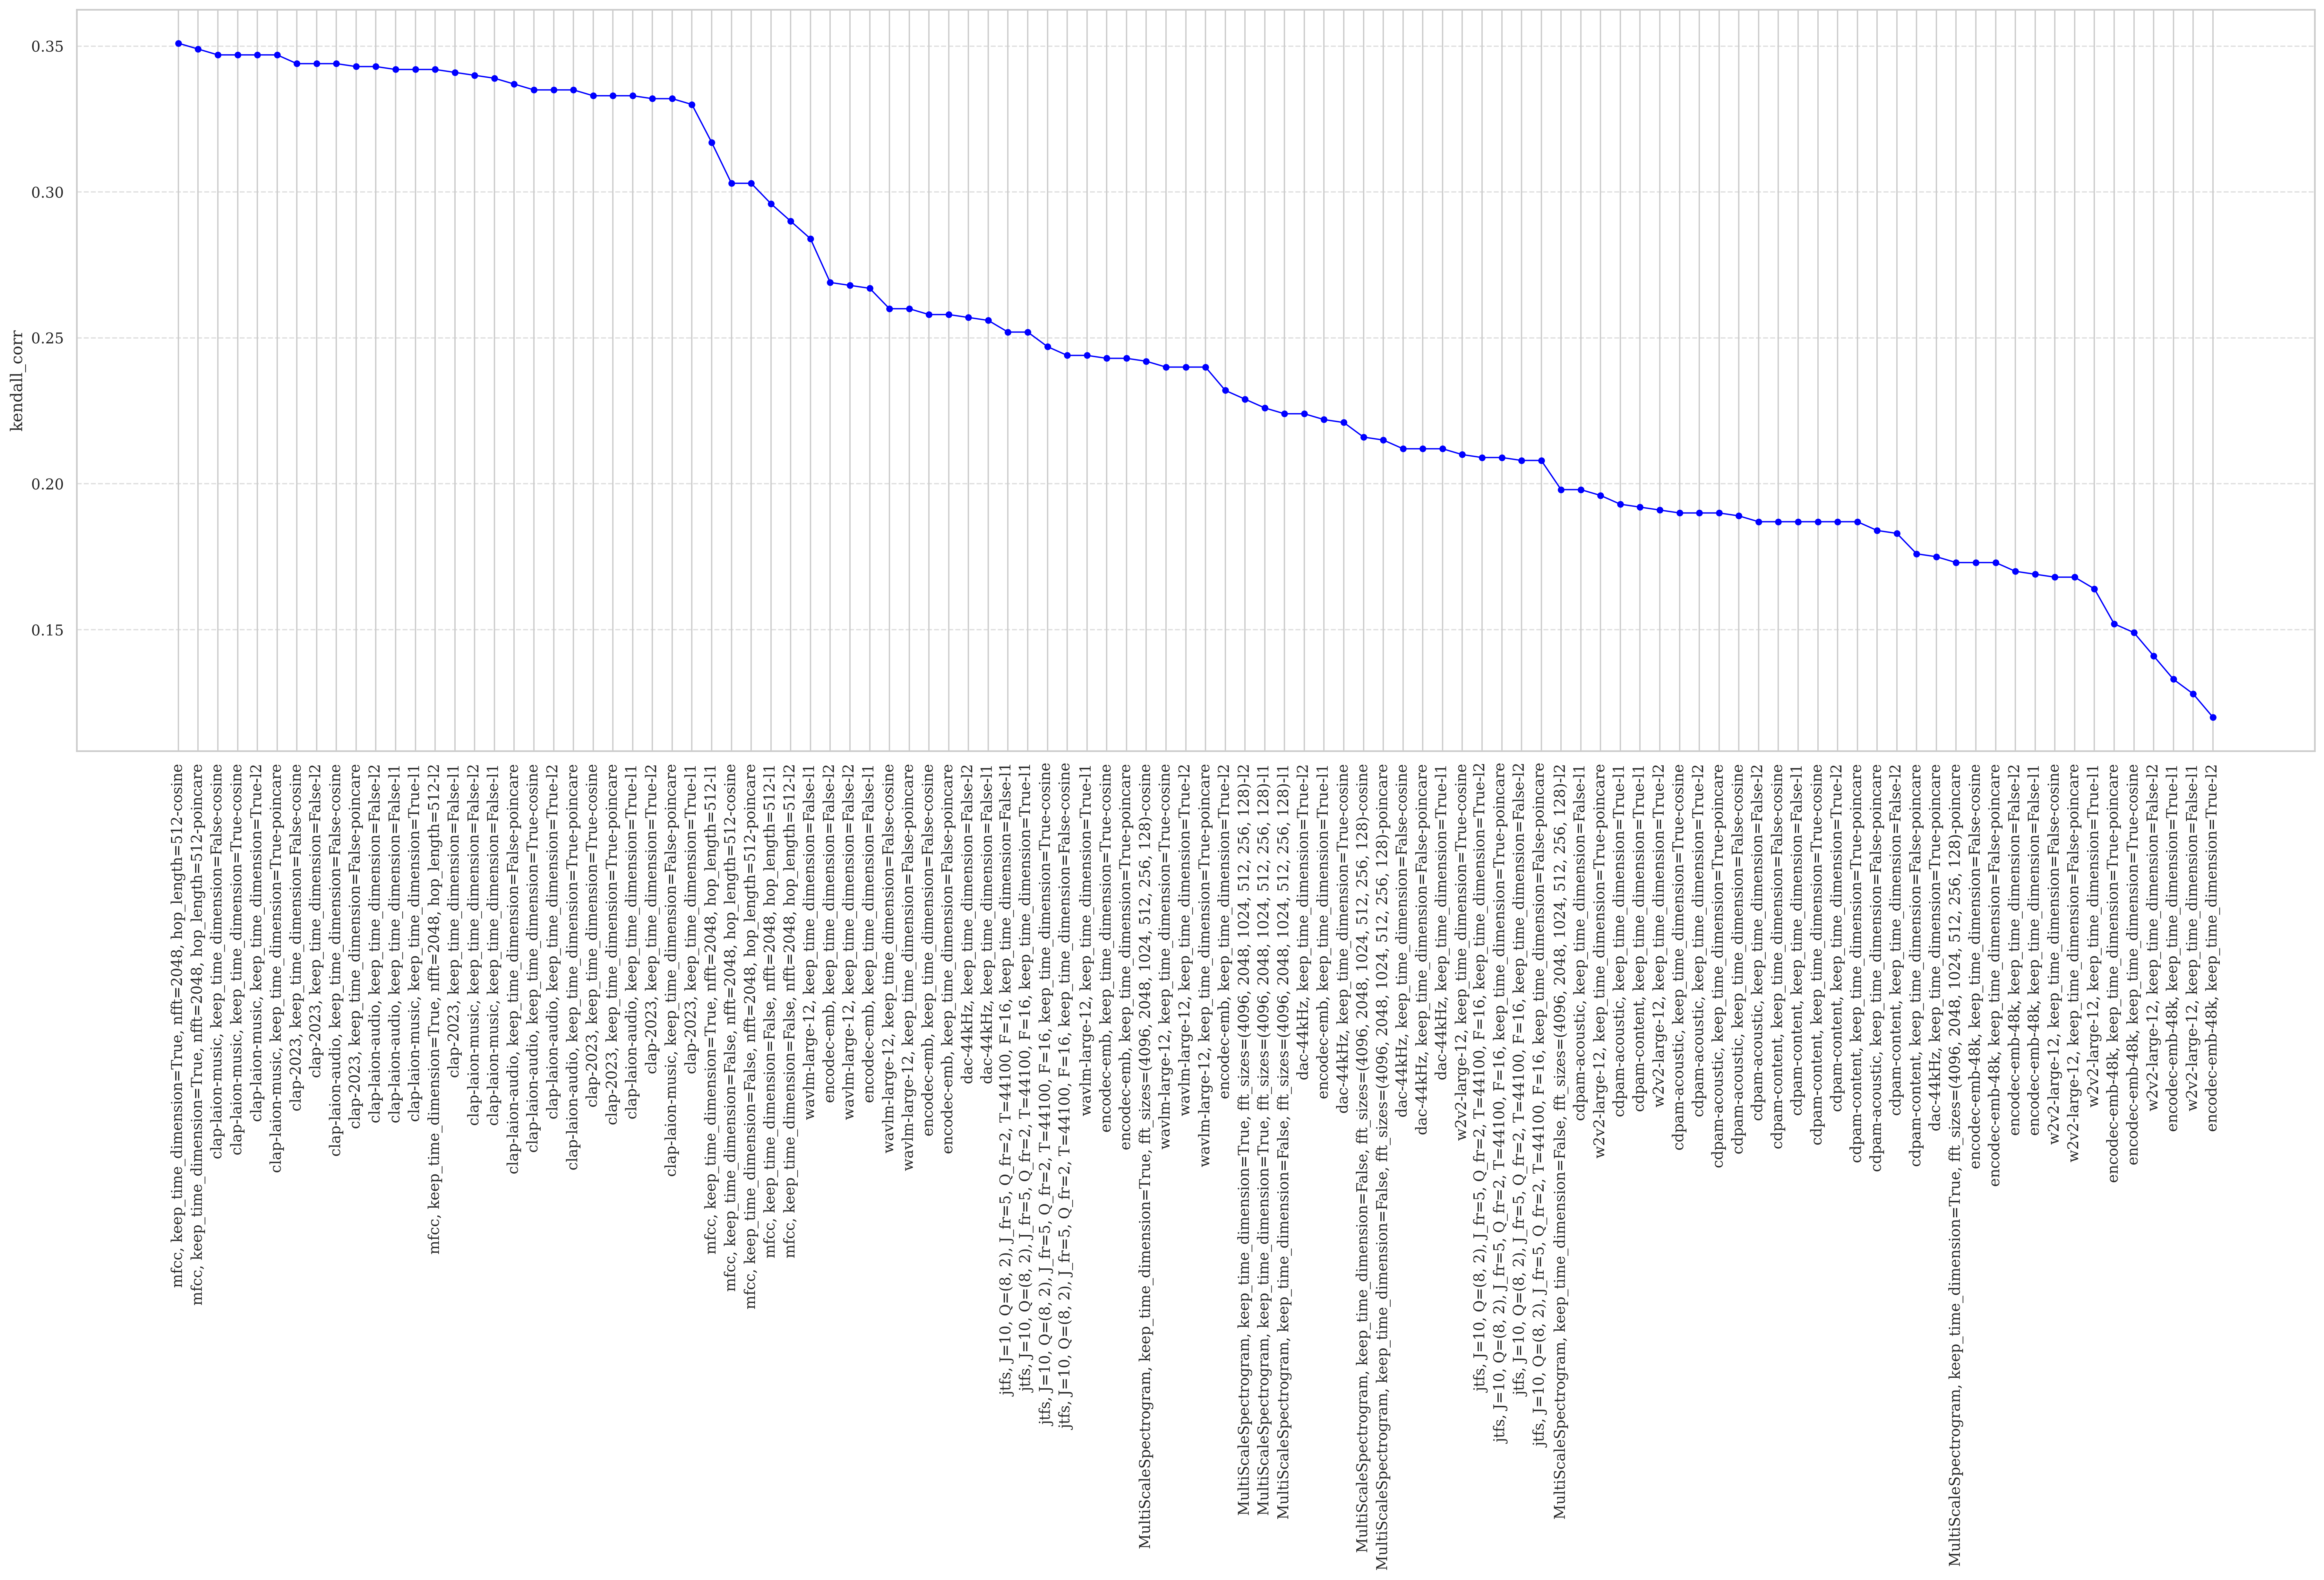 0.35
0.30
0.25
0.20
0.15
kendall_corr
mfcc, keep_time_dimension=True, nfft=2048, hop_length=512-cosine
mfcc, keep_time_dimension=True, nfft=2048, hop_length=512-poincare
clap-laion-music, keep_time_dimension=False-cosine
clap-laion-music, keep_time_dimension=True-cosine
clap-laion-music, keep_time_dimension=True-l2
clap-laion-music, keep_time_dimension=True-poincare
clap-2023, keep_time_dimension=False-cosine
clap-2023, keep_time_dimension=False-l2
clap-laion-audio, keep_time_dimension=False-cosine
clap-2023, keep_time_dimension=False-poincare
clap-laion-audio, keep_time_dimension=False-l2
clap-laion-audio, keep_time_dimension=False-l1
clap-laion-music, keep_time_dimension=True-l1
mfcc, keep_time_dimension=True, nfft=2048, hop_length=512-l2
clap-2023, keep_time_dimension=False-l1
clap-laion-music, keep_time_dimension=False-l2
clap-laion-music, keep_time_dimension=False-l1
clap-laion-audio, keep_time_dimension=False-poincare
clap-laion-audio, keep_time_dimension=True-cosine
clap-laion-audio, keep_time_dimension=True-l2
clap-laion-audio, keep_time_dimension=True-poincare
clap-2023, keep_time_dimension=True-cosine
clap-2023, keep_time_dimension=True-poincare
clap-laion-audio, keep_time_dimension=True-l1
clap-2023, keep_time_dimension=True-l2
clap-laion-music, keep_time_dimension=False-poincare
clap-2023, keep_time_dimension=True-l1
mfcc, keep_time_dimension=True, nfft=2048, hop_length=512-l1
mfcc, keep_time_dimension=False, nfft=2048, hop_length=512-cosine
mfcc, keep_time_dimension=False, nfft=2048, hop_length=512-poincare
mfcc, keep_time_dimension=False, nfft=2048, hop_length=512-l1
mfcc, keep_time_dimension=False, nfft=2048, hop_length=512-l2
wavlm-large-12, keep_time_dimension=False-l1
encodec-emb, keep_time_dimension=False-l2
wavlm-large-12, keep_time_dimension=False-l2
encodec-emb, keep_time_dimension=False-l1
wavlm-large-12, keep_time_dimension=False-cosine
wavlm-large-12, keep_time_dimension=False-poincare
encodec-emb, keep_time_dimension=False-cosine
encodec-emb, keep_time_dimension=False-poincare
dac-44kHz, keep_time_dimension=False-l2
dac-44kHz, keep_time_dimension=False-l1
jtfs, J=10, Q=(8, 2), J_fr=5, Q_fr=2, T=44100, F=16, keep_time_dimension=False-l1
jtfs, J=10, Q=(8, 2), J_fr=5, Q_fr=2, T=44100, F=16, keep_time_dimension=True-l1
jtfs, J=10, Q=(8, 2), J_fr=5, Q_fr=2, T=44100, F=16, keep_time_dimension=True-cosine
jtfs, J=10, Q=(8, 2), J_fr=5, Q_fr=2, T=44100, F=16, keep_time_dimension=False-cosine
wavlm-large-12, keep_time_dimension=True-l1
encodec-emb, keep_time_dimension=True-cosine
encodec-emb, keep_time_dimension=True-poincare
MultiScaleSpectrogram, keep_time_dimension=True, fft_sizes=(4096, 2048, 1024, 512, 256, 128)-cosine
wavlm-large-12, keep_time_dimension=True-cosine
wavlm-large-12, keep_time_dimension=True-l2
wavlm-large-12, keep_time_dimension=True-poincare
encodec-emb, keep_time_dimension=True-l2
MultiScaleSpectrogram, keep_time_dimension=True, fft_sizes=(4096, 2048, 1024, 512, 256, 128)-l2
MultiScaleSpectrogram, keep_time_dimension=True, fft_sizes=(4096, 2048, 1024, 512, 256, 128)-l1
MultiScaleSpectrogram, keep_time_dimension=False, fft_sizes=(4096, 2048, 1024, 512, 256, 128)-l1
dac-44kHz, keep_time_dimension=True-l2
encodec-emb, keep_time_dimension=True-l1
dac-44kHz, keep_time_dimension=True-cosine
MultiScaleSpectrogram, keep_time_dimension=False, fft_sizes=(4096, 2048, 1024, 512, 256, 128)-cosine
MultiScaleSpectrogram, keep_time_dimension=False, fft_sizes=(4096, 2048, 1024, 512, 256, 128)-poincare
dac-44kHz, keep_time_dimension=False-cosine
dac-44kHz, keep_time_dimension=False-poincare
dac-44kHz, keep_time_dimension=True-l1
w2v2-large-12, keep_time_dimension=True-cosine
jtfs, J=10, Q=(8, 2), J_fr=5, Q_fr=2, T=44100, F=16, keep_time_dimension=True-l2
jtfs, J=10, Q=(8, 2), J_fr=5, Q_fr=2, T=44100, F=16, keep_time_dimension=True-poincare
jtfs, J=10, Q=(8, 2), J_fr=5, Q_fr=2, T=44100, F=16, keep_time_dimension=False-l2
jtfs, J=10, Q=(8, 2), J_fr=5, Q_fr=2, T=44100, F=16, keep_time_dimension=False-poincare
MultiScaleSpectrogram, keep_time_dimension=False, fft_sizes=(4096, 2048, 1024, 512, 256, 128)-l2
cdpam-acoustic, keep_time_dimension=False-l1
w2v2-large-12, keep_time_dimension=True-poincare
cdpam-acoustic, keep_time_dimension=True-l1
cdpam-content, keep_time_dimension=True-l1
w2v2-large-12, keep_time_dimension=True-l2
cdpam-acoustic, keep_time_dimension=True-cosine
cdpam-acoustic, keep_time_dimension=True-l2
cdpam-acoustic, keep_time_dimension=True-poincare
cdpam-acoustic, keep_time_dimension=False-cosine
cdpam-acoustic, keep_time_dimension=False-l2
cdpam-content, keep_time_dimension=False-cosine
cdpam-content, keep_time_dimension=False-l1
cdpam-content, keep_time_dimension=True-cosine
cdpam-content, keep_time_dimension=True-l2
cdpam-content, keep_time_dimension=True-poincare
cdpam-acoustic, keep_time_dimension=False-poincare
cdpam-content, keep_time_dimension=False-l2
cdpam-content, keep_time_dimension=False-poincare
dac-44kHz, keep_time_dimension=True-poincare
MultiScaleSpectrogram, keep_time_dimension=True, fft_sizes=(4096, 2048, 1024, 512, 256, 128)-poincare
encodec-emb-48k, keep_time_dimension=False-cosine
encodec-emb-48k, keep_time_dimension=False-poincare
encodec-emb-48k, keep_time_dimension=False-l2
encodec-emb-48k, keep_time_dimension=False-l1
w2v2-large-12, keep_time_dimension=False-cosine
w2v2-large-12, keep_time_dimension=False-poincare
w2v2-large-12, keep_time_dimension=True-l1
encodec-emb-48k, keep_time_dimension=True-poincare
encodec-emb-48k, keep_time_dimension=True-cosine
w2v2-large-12, keep_time_dimension=False-l2
encodec-emb-48k, keep_time_dimension=True-l1
w2v2-large-12, keep_time_dimension=False-l1
encodec-emb-48k, keep_time_dimension=True-l2